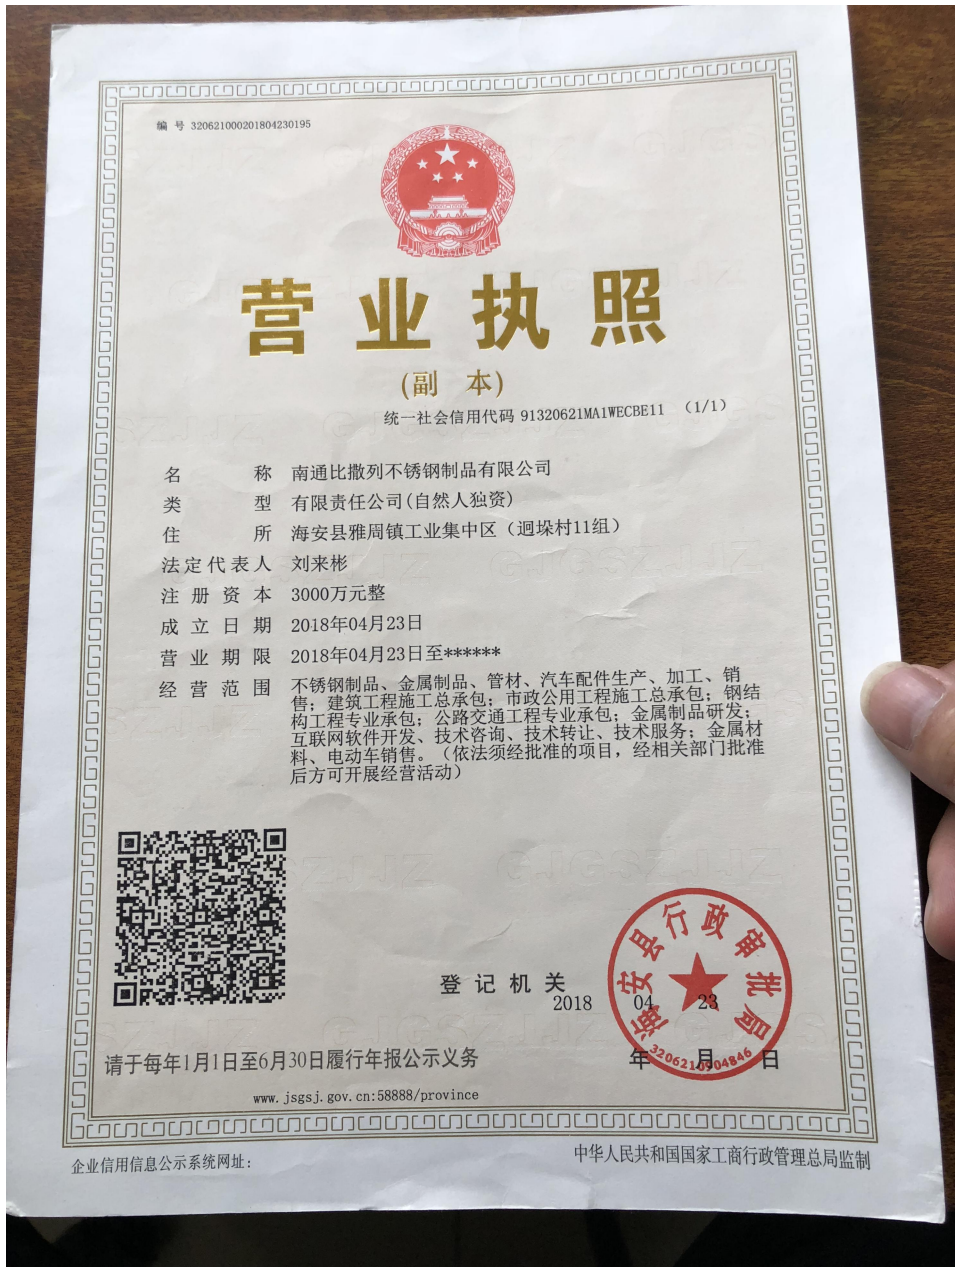 编 号 320621000201804230195
营业执照
(副 本)
统一社会信用代码 91320621MA1WECBE11 （1/1）
名 称 南通比撒列不锈钢制品有限公司
类 型 有限责任公司(自然人独资)
住 所 海安县雅周镇工业集中区（迥垛村11组）
法定代表人 刘来彬
注 册 资 本 3000万元整
成 立 日 期 2018年04月23日
营 业 期 限 2018年04月23日至******
经 营 范 围 不锈钢制品、金属制品、管材、汽车配件生产、加工、销
售；建筑工程施工总承包；市政公用工程施工总承包；钢结
构工程专业承包；公路交通工程专业承包；金属制品研发；
互联网软件开发、技术咨询、技术转让、技术服务；金属材
料、电动车销售。（依法须经批准的项目，经相关部门批准
后方可开展经营活动）
登 记 机 关
2018 04 23
年 月 日
海安县行政审批局
3206210904846
请于每年1月1日至6月30日履行年报公示义务
www.jsgsj.gov.cn:58888/province
企业信用信息公示系统网址：
中华人民共和国国家工商行政管理总局监制